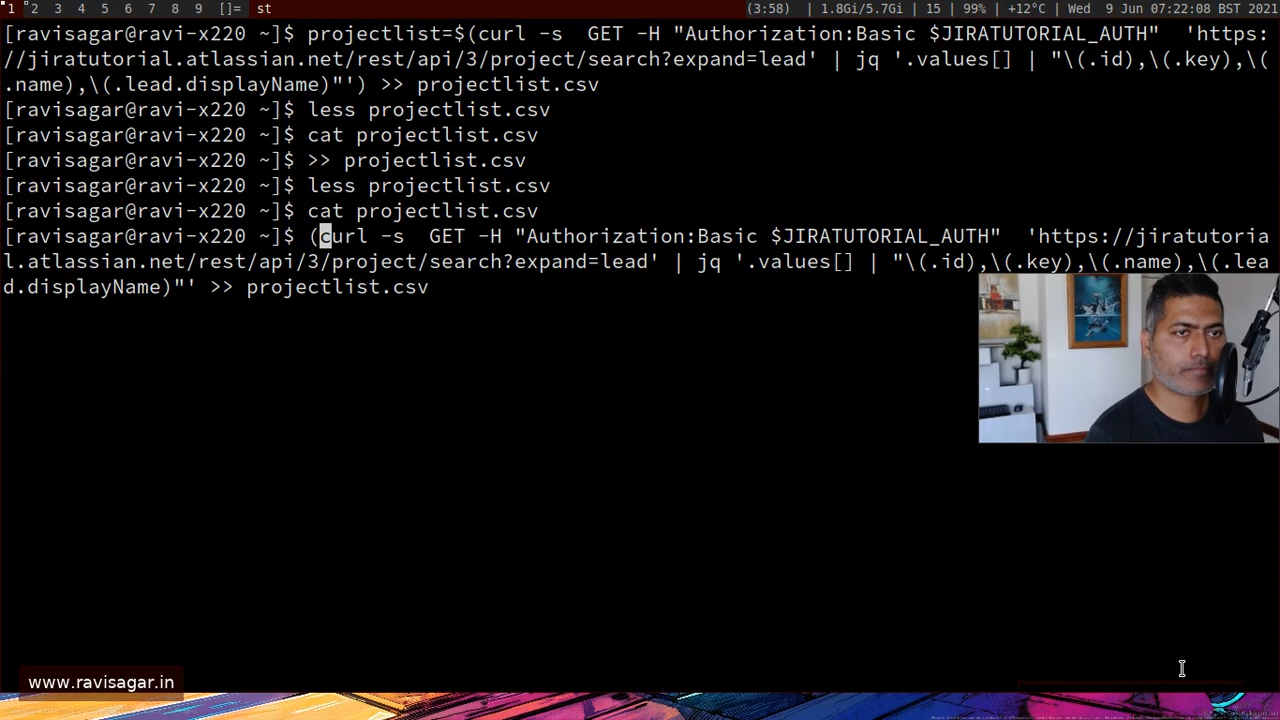 1 2 3 4 5 6 7 8 9 []= st (3:58) | 1.8Gi/5.7Gi | 15 | 99% | +12°C | Wed 9 Jun 07:22:08 BST 2021
[ravisagar@ravi-x220 ~]$ projectlist=$(curl -s  GET -H "Authorization:Basic $JIRATUTORIAL_AUTH"  'https:
//jiratutorial.atlassian.net/rest/api/3/project/search?expand=lead' | jq '.values[] | "\(.id),\(.key),\(
.name),\(.lead.displayName)"') >> projectlist.csv
[ravisagar@ravi-x220 ~]$ less projectlist.csv
[ravisagar@ravi-x220 ~]$ cat projectlist.csv
[ravisagar@ravi-x220 ~]$ >> projectlist.csv
[ravisagar@ravi-x220 ~]$ less projectlist.csv
[ravisagar@ravi-x220 ~]$ cat projectlist.csv
[ravisagar@ravi-x220 ~]$ (curl -s  GET -H "Authorization:Basic $JIRATUTORIAL_AUTH"  'https://jiratutoria
l.atlassian.net/rest/api/3/project/search?expand=lead' | jq '.values[] | "\(.id),\(.key),\(.name),\(.lea
d.displayName)"' >> projectlist.csv
www.ravisagar.in